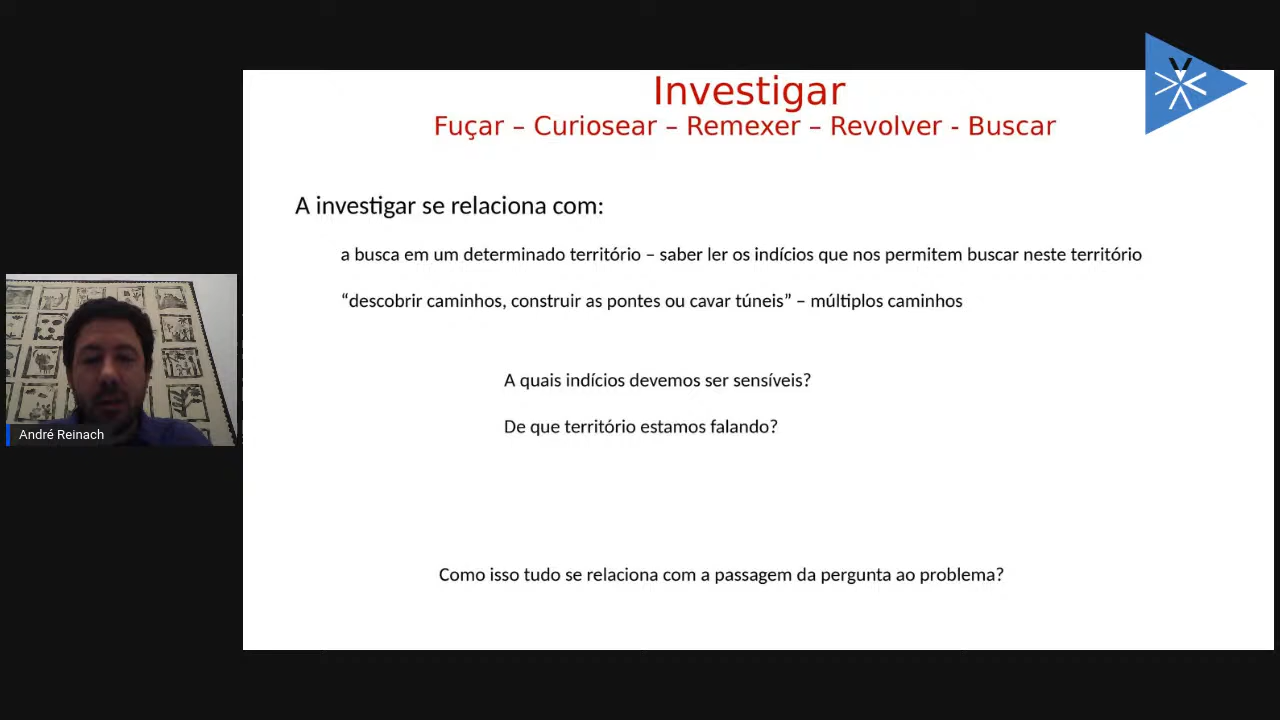 Investigar
Fuçar – Curiosear – Remexer – Revolver - Buscar
A investigar se relaciona com:
a busca em um determinado território – saber ler os indícios que nos permitem buscar neste território
“descobrir caminhos, construir as pontes ou cavar túneis” – múltiplos caminhos
A quais indícios devemos ser sensíveis?
De que território estamos falando?
Como isso tudo se relaciona com a passagem da pergunta ao problema?
André Reinach